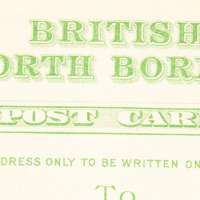 BRITISH
ORTH BOR
POST CAR
DRESS ONLY TO BE WRITTEN ON
To